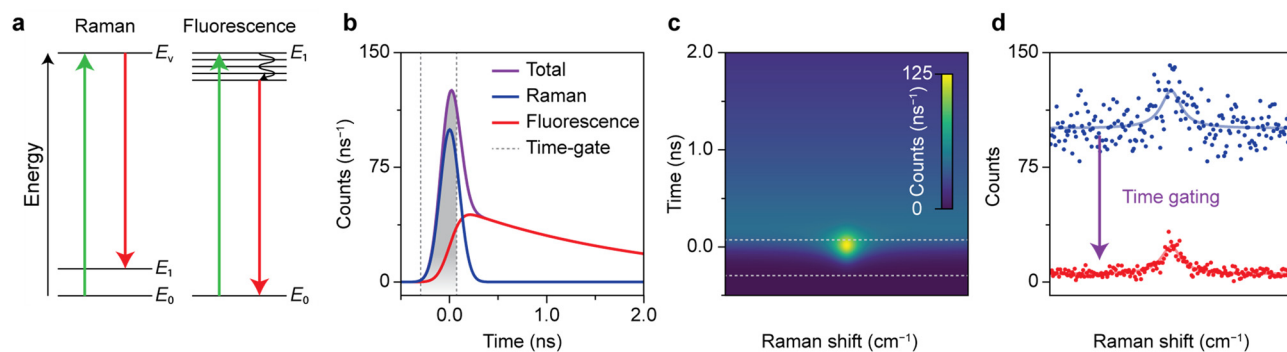 a
Raman
Fluorescence
Energy
Eᵥ
E₁
E₀
E₁
E₀
b
150
75
0
Counts (ns⁻¹)
Total
Raman
Fluorescence
Time-gate
0.0
1.0
2.0
Time (ns)
c
2.0
1.0
0.0
Time (ns)
125
0
Counts (ns⁻¹)
Raman shift (cm⁻¹)
d
150
75
0
Counts
Time gating
Raman shift (cm⁻¹)